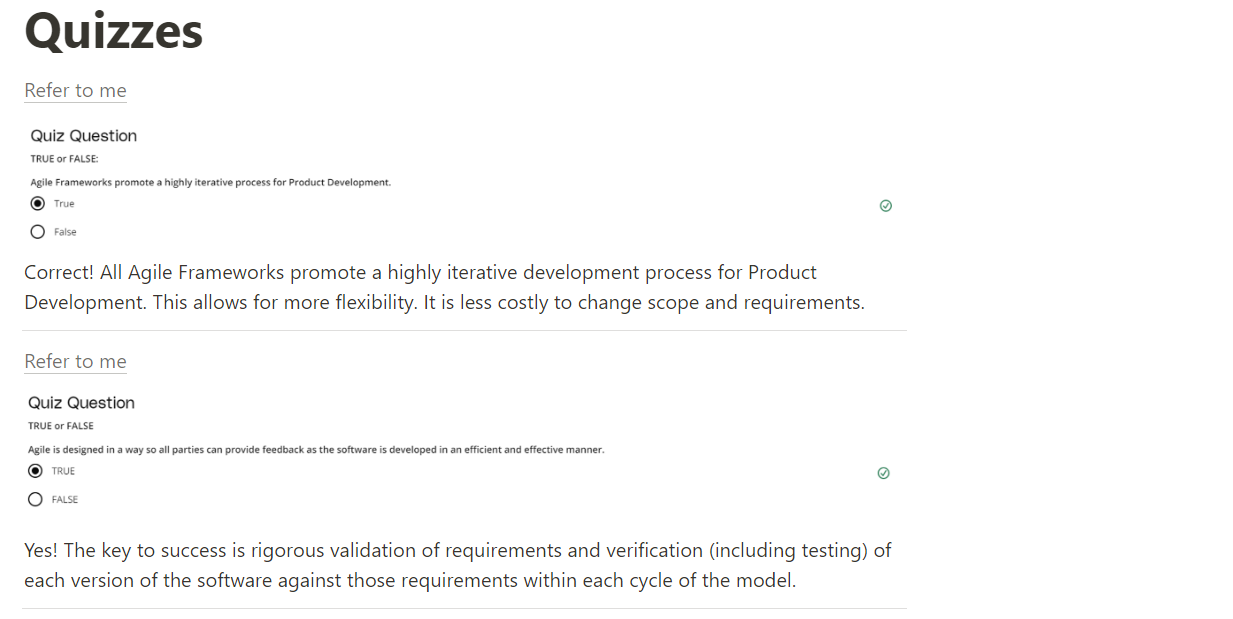 Quizzes
Refer to me
Quiz Question
TRUE or FALSE:
Agile Frameworks promote a highly iterative process for Product Development.
True
False
Correct! All Agile Frameworks promote a highly iterative development process for Product
Development. This allows for more flexibility. It is less costly to change scope and requirements.
Refer to me
Quiz Question
TRUE or FALSE
Agile is designed in a way so all parties can provide feedback as the software is developed in an efficient and effective manner.
TRUE
FALSE
Yes! The key to success is rigorous validation of requirements and verification (including testing) of
each version of the software against those requirements within each cycle of the model.